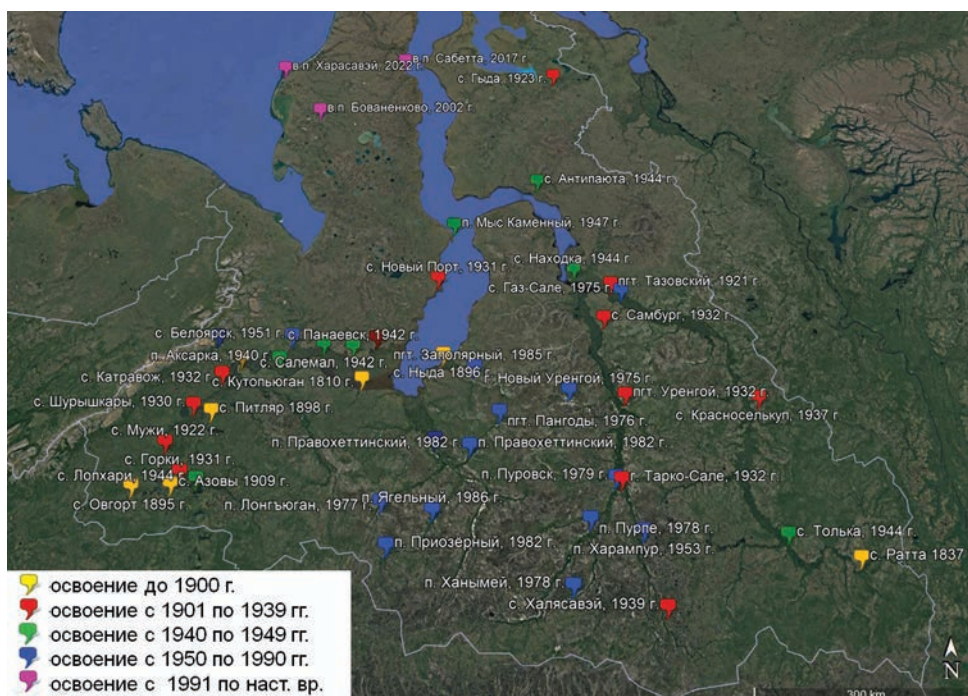 в.п. Сабетта, 2017 г.
в.п. Харасавэй, 2022 г.
с. Гыда, 1923 г.
в.п. Бованенково, 2002 г.
с. Антипаюта, 1944 г.
п. Мыс Каменный, 1947 г
с. Находка, 1944 г.
с. Новый Порт, 1931 г.
с. Газ-Сале, 1975 г.
пгт. Тазовский, 1921 г.
с. Самбург, 1932 г.
с. Белоярск, 1951 г.
с. Панаевск, 1942 г.
п. Аксарка, 1940 г.
с. Салемал, 1942 г.
пгт. Заполярный, 1985 г.
с. Катравож, 1932 г.
с. Кутопьюган 1810 г.
с. Ныда 1896 г.
г. Новый Уренгой, 1975 г.
пгт. Уренгой, 1932 г.
с. Красноселькуп, 1937 г.
с. Шурышкары, 1930 г.
с. Питляр 1898 г.
пгт. Пангоды, 1976 г.
с. Мужи, 1922 г.
п. Правохеттинский, 1982 г.
п. Правохеттинский, 1982 г.
с. Горки, 1931 г.
с. Лопхари, 1944 г.
с. Азовы 1909 г.
п. Пуровск, 1979 г.
г. Тарко-Сале, 1932 г.
с. Овгорт 1895 г.
п. Лонгъюган, 1977 г.
п. Ягельный, 1986 г.
п. Пурпе, 1978 г.
с. Толька, 1944 г.
п. Приозёрный, 1982 г.
п. Харампур, 1953 г.
с. Ратта 1837
п. Ханымей, 1978 г.
с. Халясавэй, 1939 г.
освоение до 1900 г.
освоение с 1901 по 1939 гг.
освоение с 1940 по 1949 гг.
освоение с 1950 по 1990 гг.
освоение с 1991 по наст. вр.
N
300 km